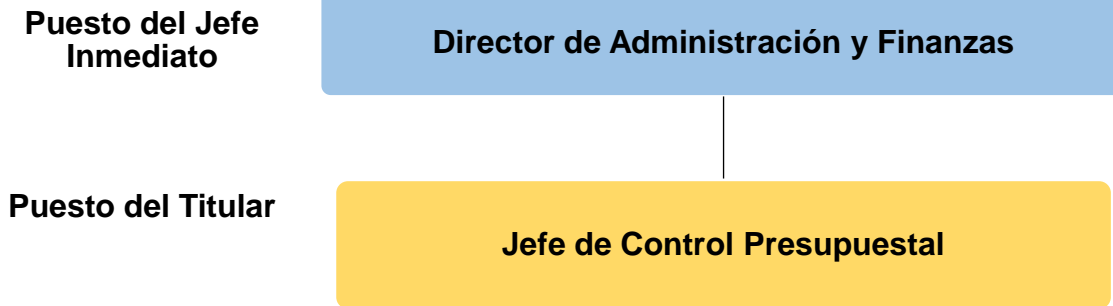 Puesto del Jefe
Inmediato
Director de Administración y Finanzas
Puesto del Titular
Jefe de Control Presupuestal